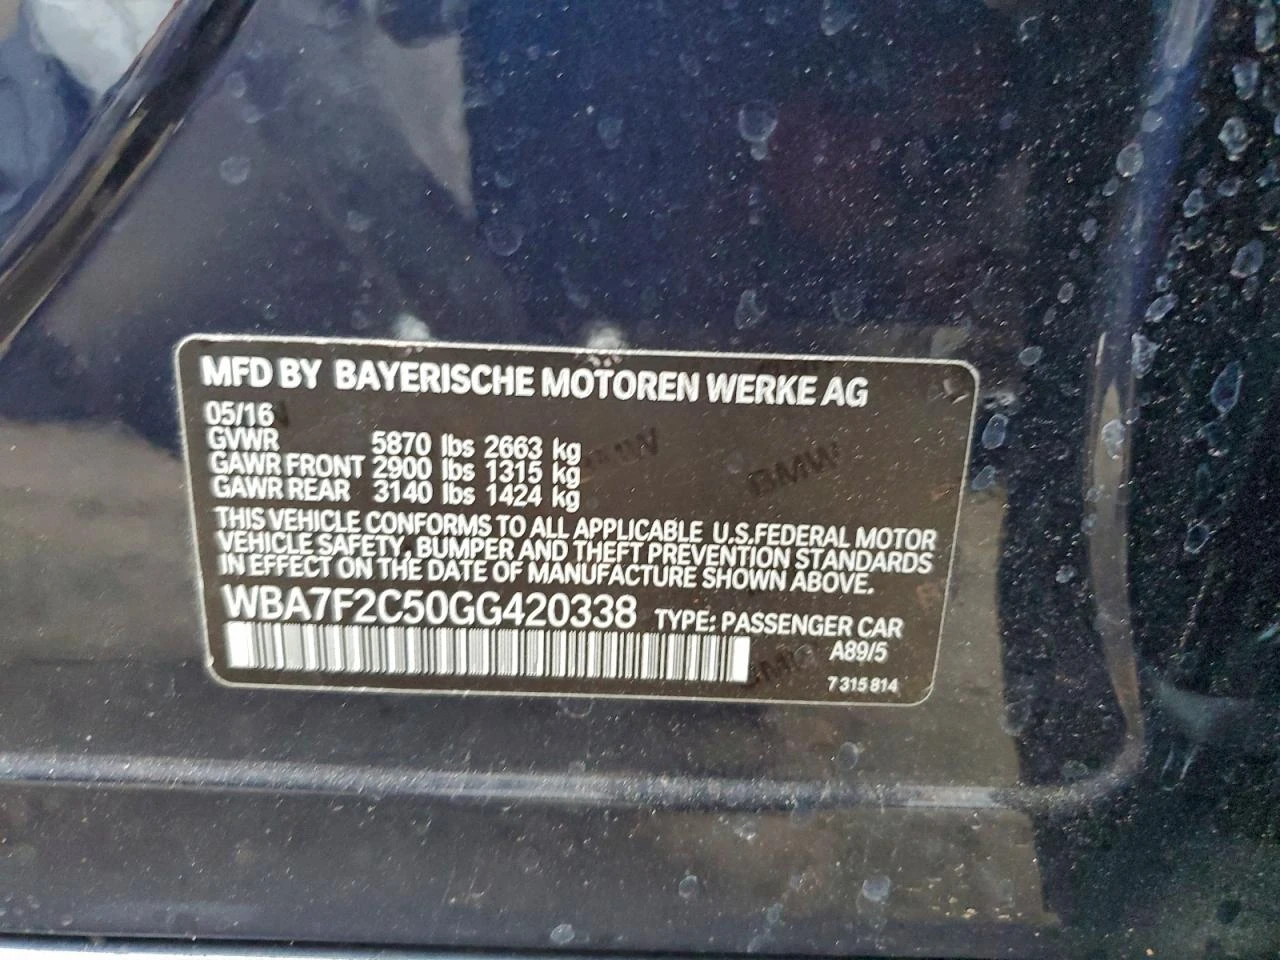 MFD BY BAYERISCHE MOTOREN WERKE AG
05/16
GVWR 5870 lbs 2663 kg
GAWR FRONT 2900 lbs 1315 kg
GAWR REAR 3140 lbs 1424 kg
THIS VEHICLE CONFORMS TO ALL APPLICABLE U.S.FEDERAL MOTOR
VEHICLE SAFETY, BUMPER AND THEFT PREVENTION STANDARDS
IN EFFECT ON THE DATE OF MANUFACTURE SHOWN ABOVE.
WBA7F2C50GG420338 TYPE: PASSENGER CAR
A89/5
7 315 814
BMW